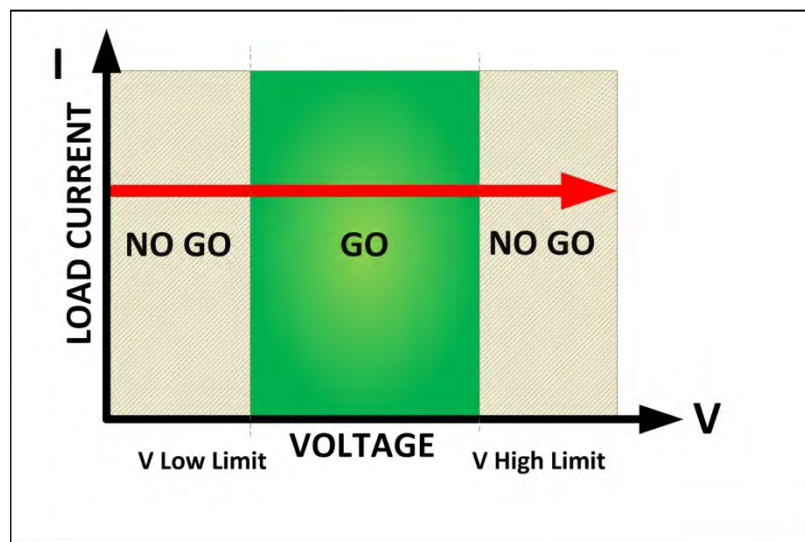 I
LOAD CURRENT
NO GO
GO
NO GO
V
VOLTAGE
V Low Limit
V High Limit